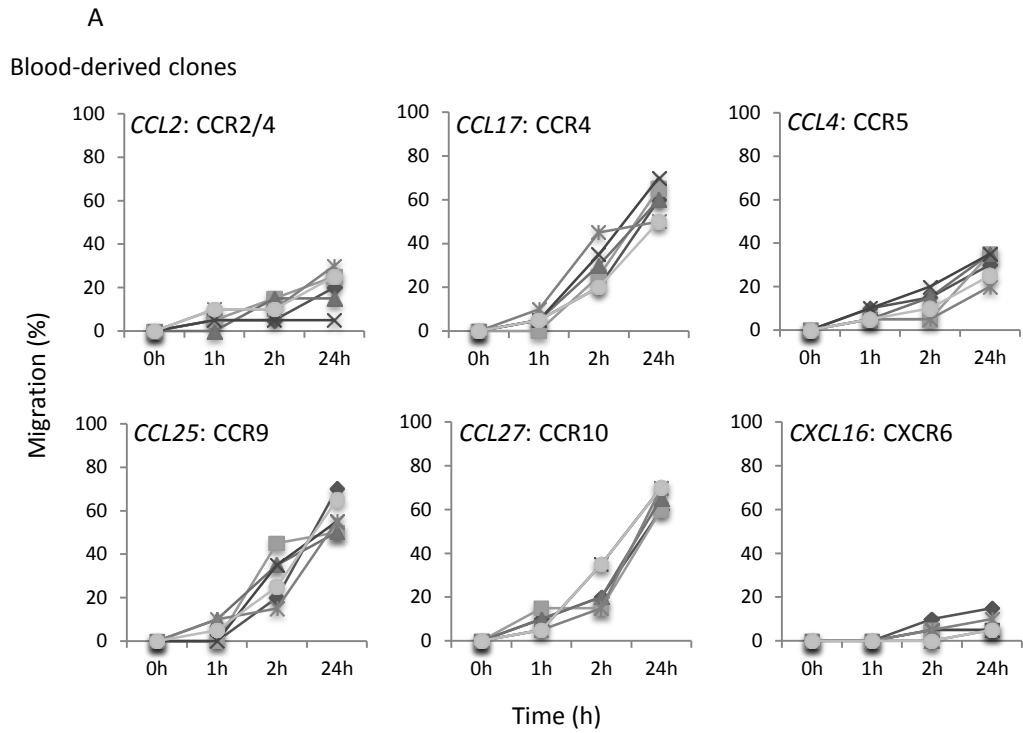 A
Blood-derived clones
Migration (%)
CCL2: CCR2/4
100
80
60
40
20
0
0h 1h 2h 24h
CCL17: CCR4
100
80
60
40
20
0
0h 1h 2h 24h
CCL4: CCR5
100
80
60
40
20
0
0h 1h 2h 24h
CCL25: CCR9
100
80
60
40
20
0
0h 1h 2h 24h
CCL27: CCR10
100
80
60
40
20
0
0h 1h 2h 24h
CXCL16: CXCR6
100
80
60
40
20
0
0h 1h 2h 24h
Time (h)